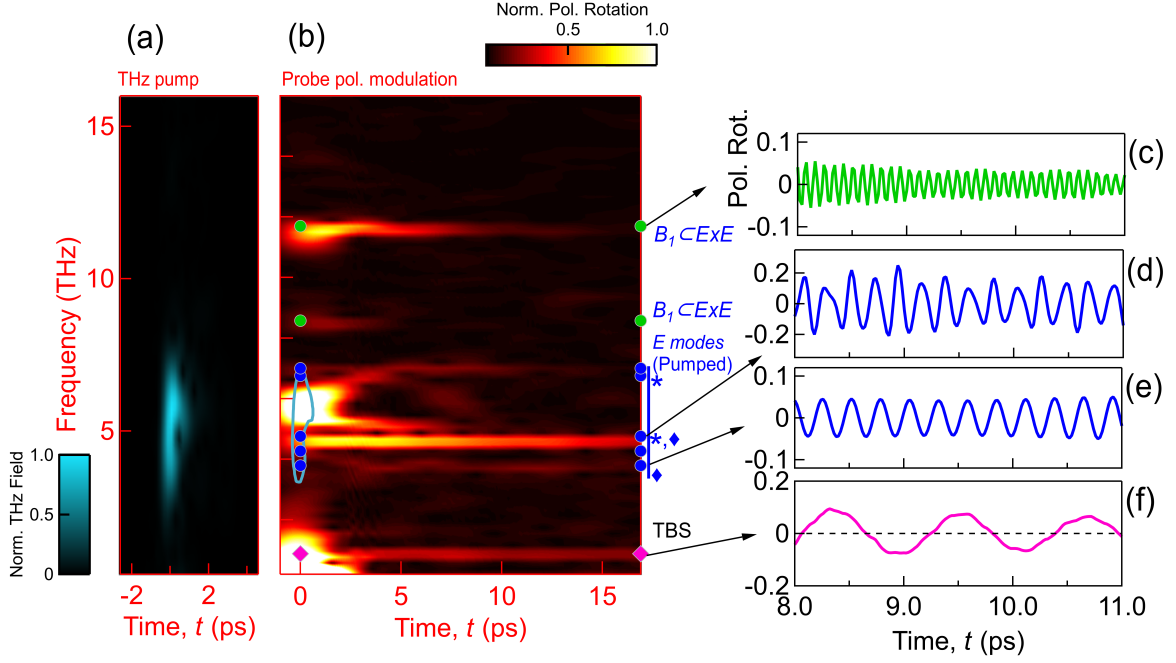 Norm. Pol. Rotation
0.5
1.0
(a)
(b)
THz pump
Probe pol. modulation
Frequency (THz)
15
10
5
Norm. THz Field
1.0
0.5
0
-2
2
Time, t (ps)
0
5
10
15
Time, t (ps)
B1⊂ExE
B1⊂ExE
E modes
(Pumped)
*
*,♦
♦
TBS
Pol. Rot.
0.1
0
-0.1
(c)
0.2
0
-0.2
(d)
0.1
0
-0.1
(e)
0.2
0
-0.2
(f)
8.0
9.0
10.0
11.0
Time, t (ps)